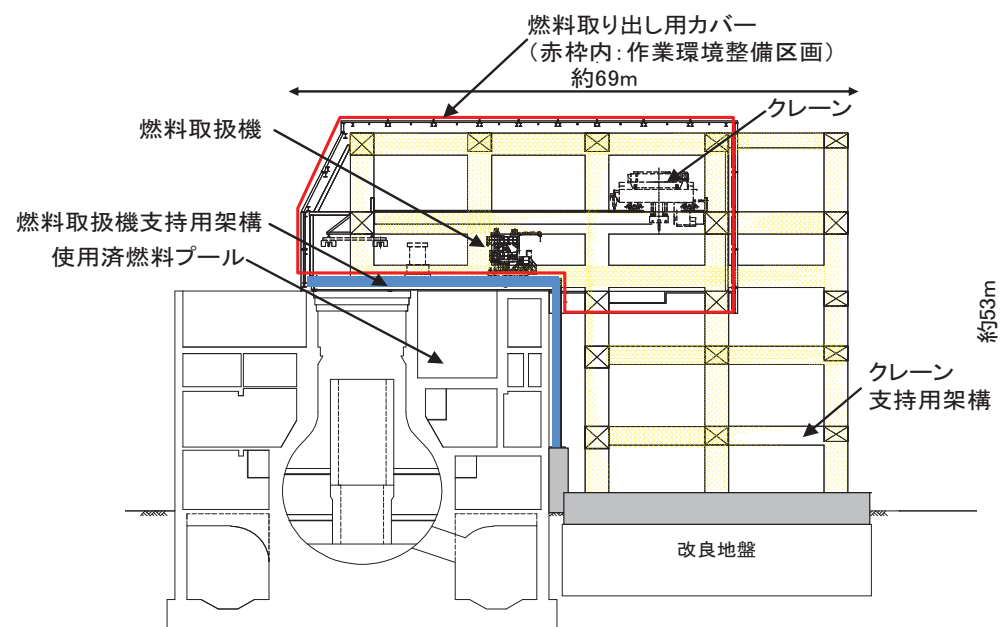 燃料取り出し用カバー
（赤枠内：作業環境整備区画）
約69m
クレーン
燃料取扱機
燃料取扱機支持用架構
使用済燃料プール
約53m
クレーン
支持用架構
改良地盤